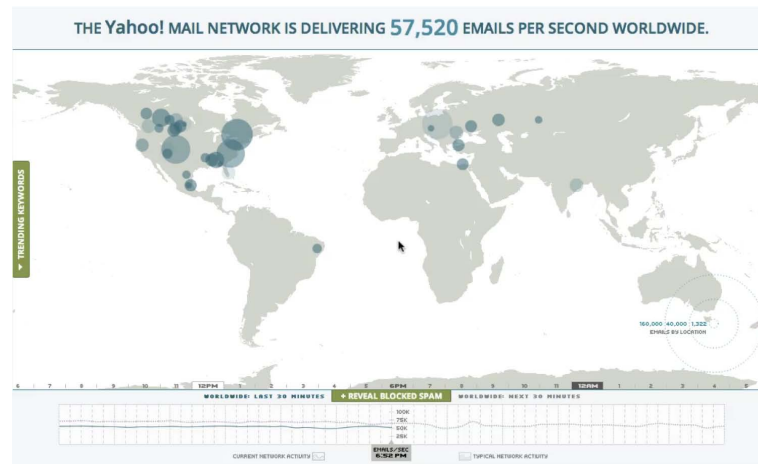 THE Yahoo! MAIL NETWORK IS DELIVERING 57,520 EMAILS PER SECOND WORLDWIDE.
TRENDING KEYWORDS
160,000 40,000 1,322
EMAILS BY LOCATION
6 7 8 9 10 11 12PM 1 2 3 4 5 6PM 7 8 9 10 11 12AM 1 2 3 4 5
WORLDWIDE: LAST 30 MINUTES + REVEAL BLOCKED SPAM WORLDWIDE: NEXT 30 MINUTES
100K
75K
50K
25K
EMAILS/SEC
6:52 PM
CURRENT NETWORK ACTIVITY TYPICAL NETWORK ACTIVITY